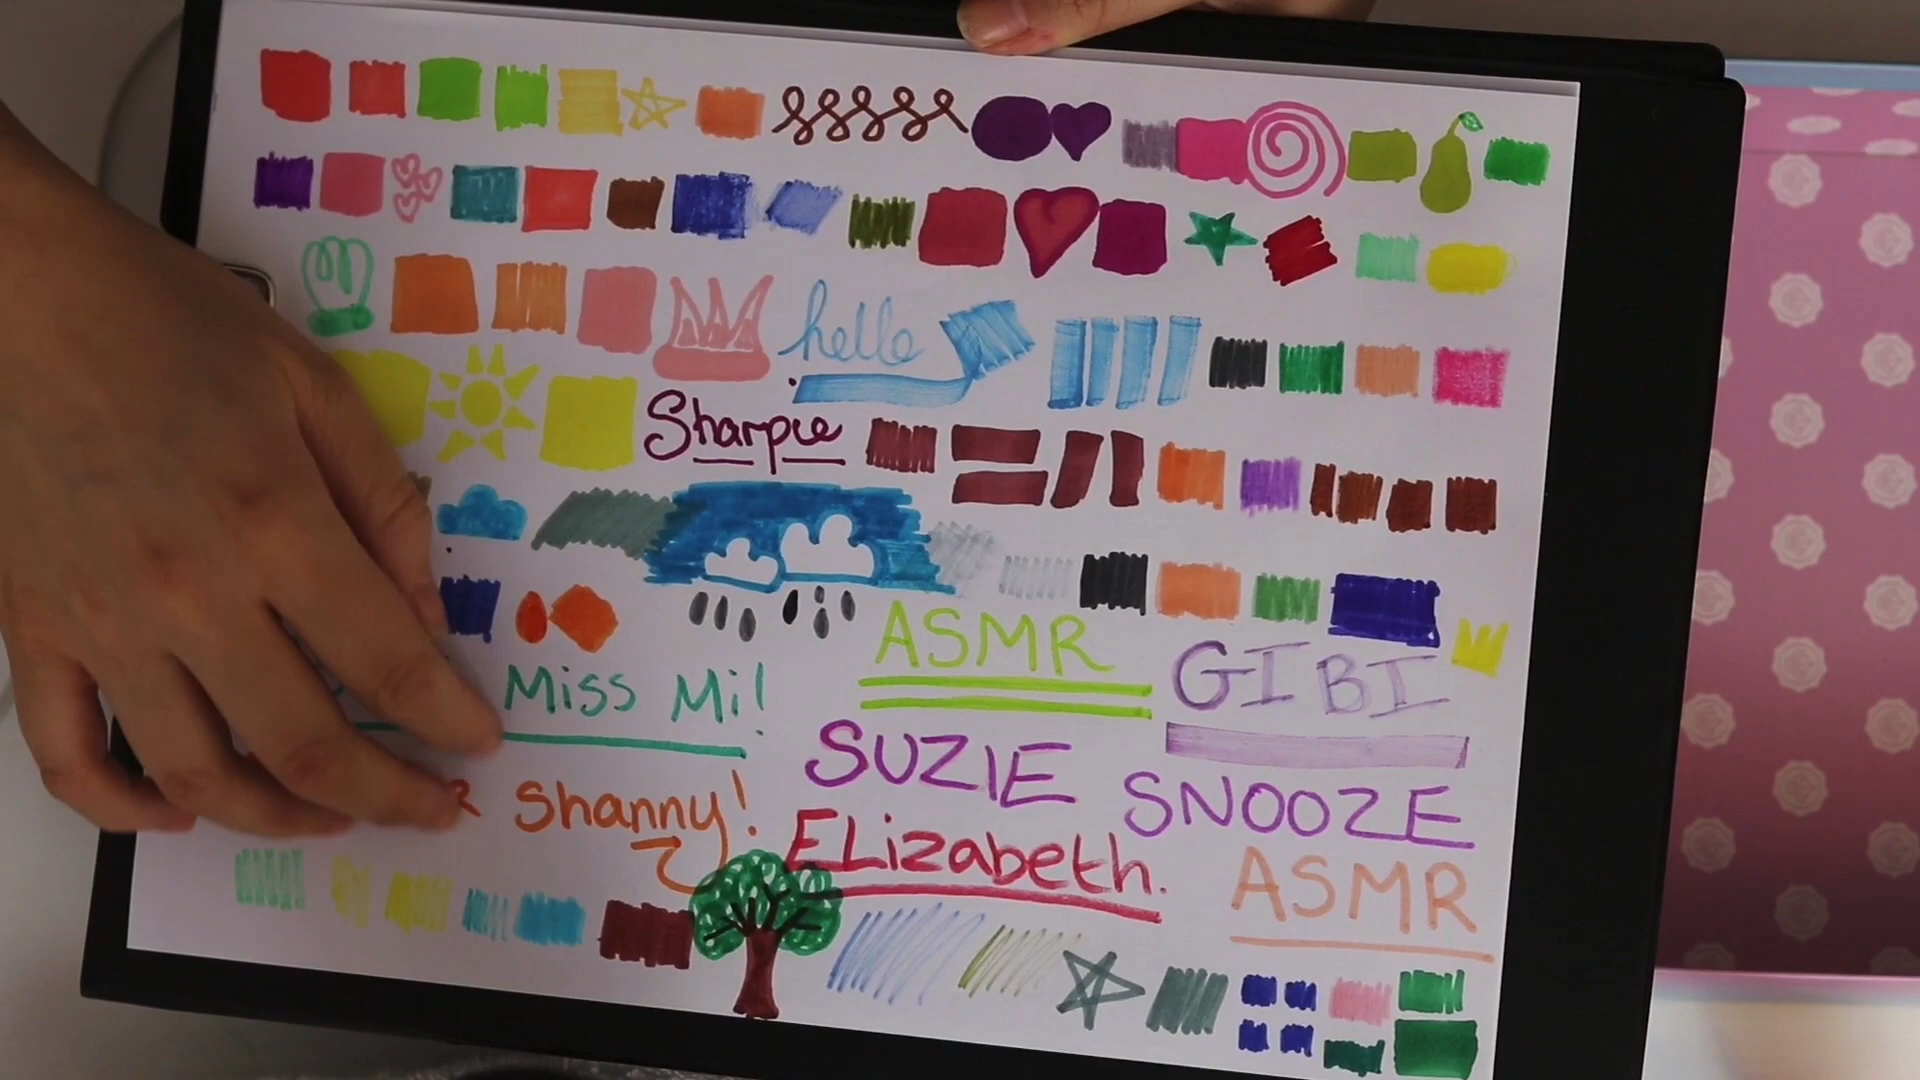 hello
Sharpie
ASMR
GIBI
Miss Mi!
SUZIE SNOOZE
Shanny!
ELizabeth.
ASMR